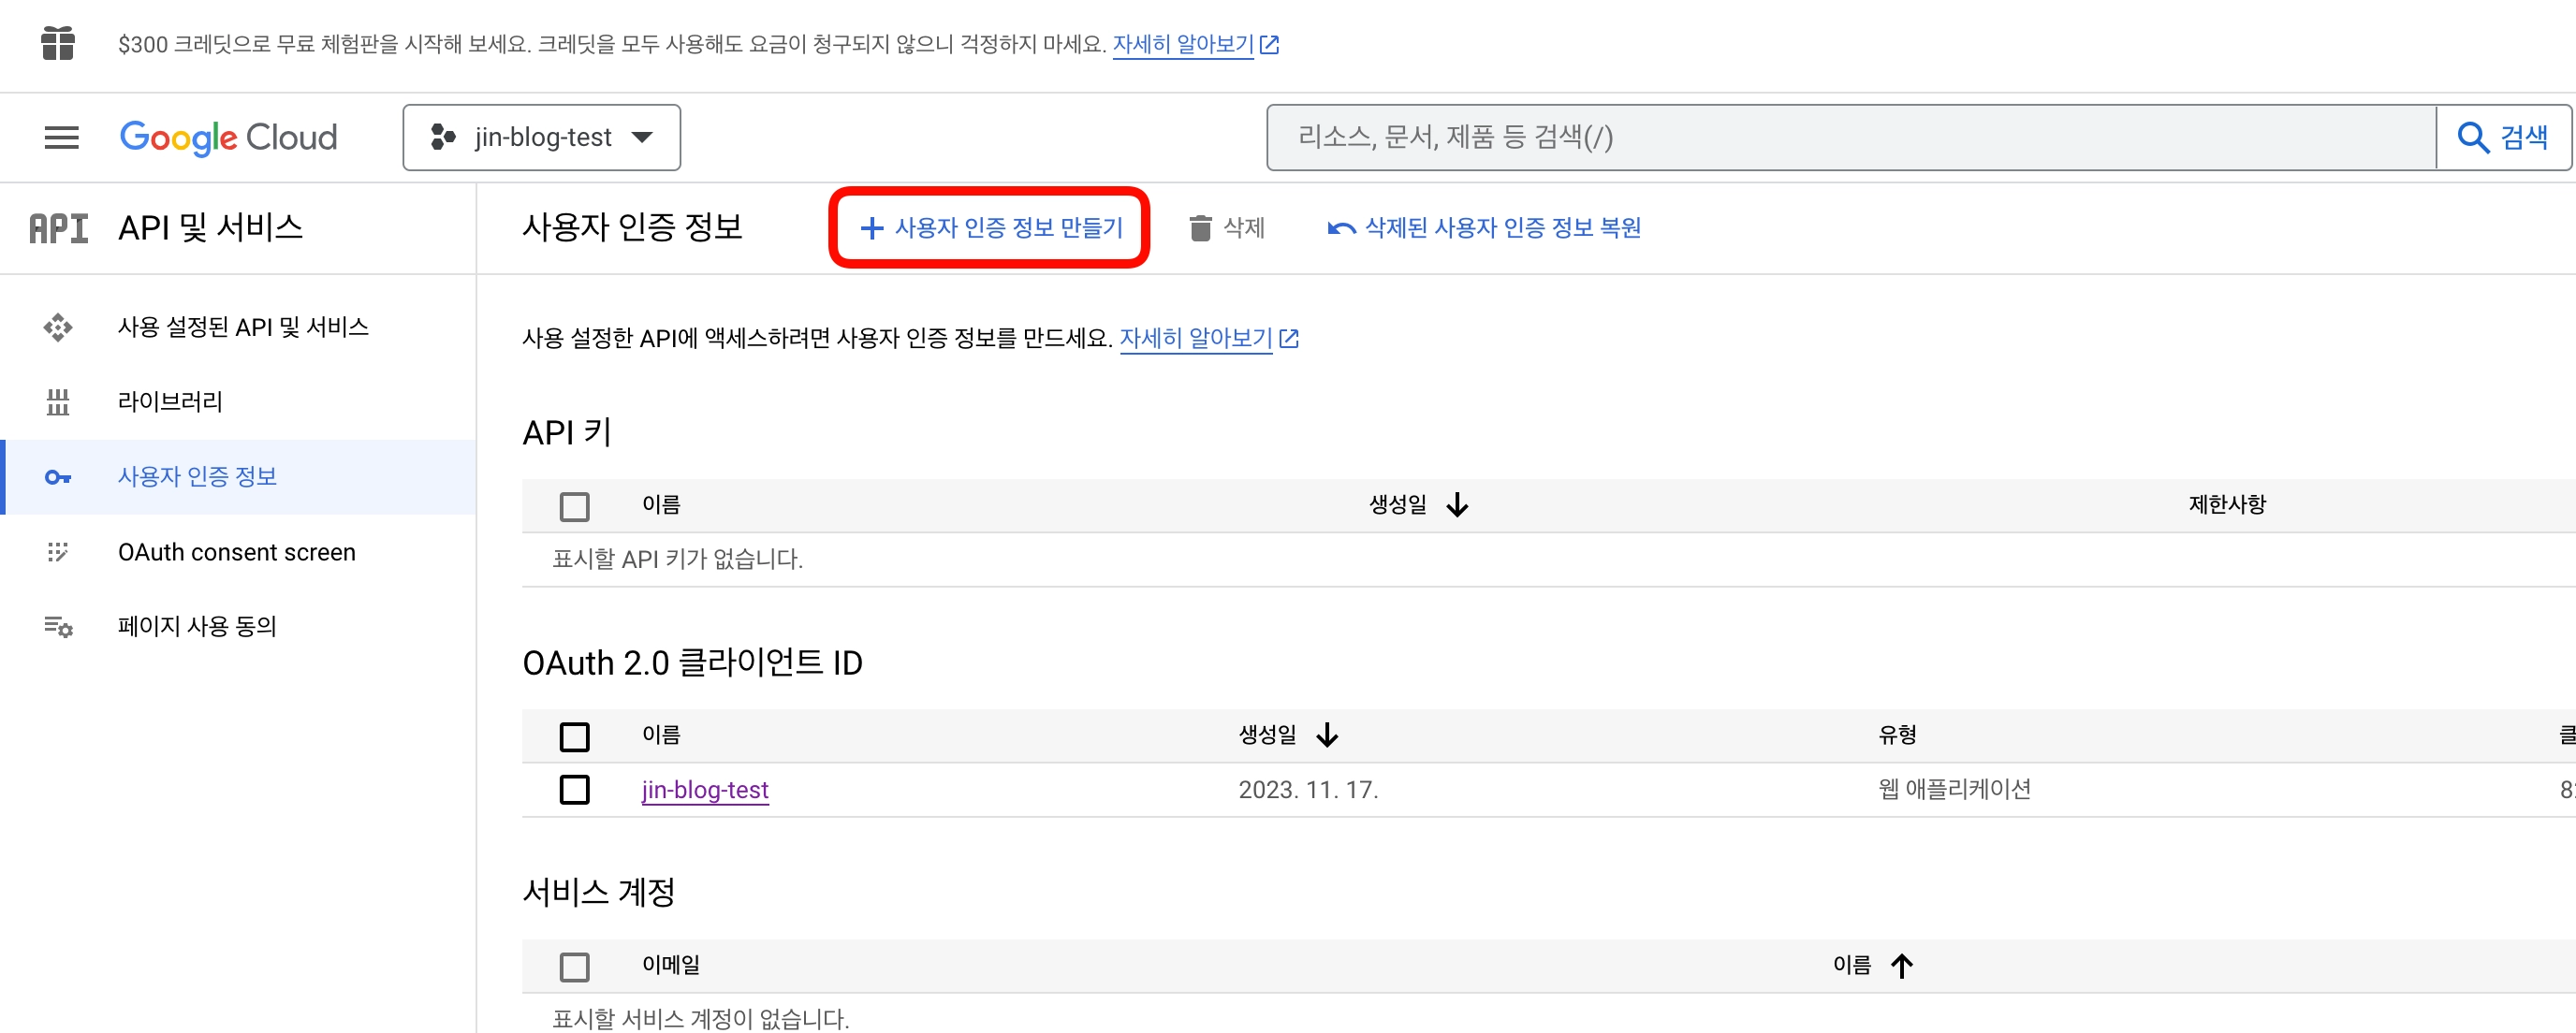 $300 크레딧으로 무료 체험판을 시작해 보세요. 크레딧을 모두 사용해도 요금이 청구되지 않으니 걱정하지 마세요. 자세히 알아보기
Google Cloud
jin-blog-test
리소스, 문서, 제품 등 검색(/)
검색
API API 및 서비스
사용자 인증 정보
사용자 인증 정보 만들기
삭제
삭제된 사용자 인증 정보 복원
사용 설정된 API 및 서비스
라이브러리
사용자 인증 정보
OAuth consent screen
페이지 사용 동의
사용 설정한 API에 액세스하려면 사용자 인증 정보를 만드세요. 자세히 알아보기
API 키
이름 생성일 제한사항
표시할 API 키가 없습니다.
OAuth 2.0 클라이언트 ID
이름 생성일 유형
jin-blog-test 2023. 11. 17. 웹 애플리케이션
서비스 계정
이메일 이름
표시할 서비스 계정이 없습니다.